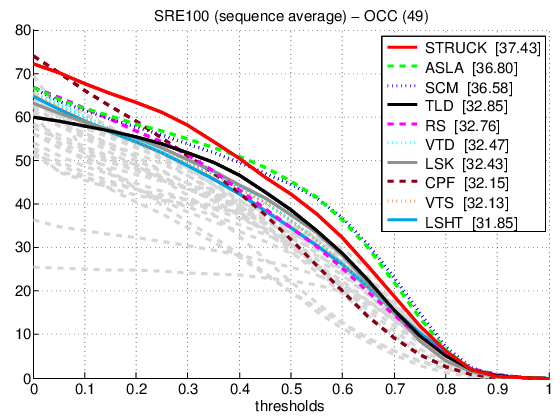 SRE100 (sequence average) – OCC (49)
80
70
60
50
40
30
20
10
0
0 0.1 0.2 0.3 0.4 0.5 0.6 0.7 0.8 0.9 1
thresholds
STRUCK [37.43]
ASLA [36.80]
SCM [36.58]
TLD [32.85]
RS [32.76]
VTD [32.47]
LSK [32.43]
CPF [32.15]
VTS [32.13]
LSHT [31.85]